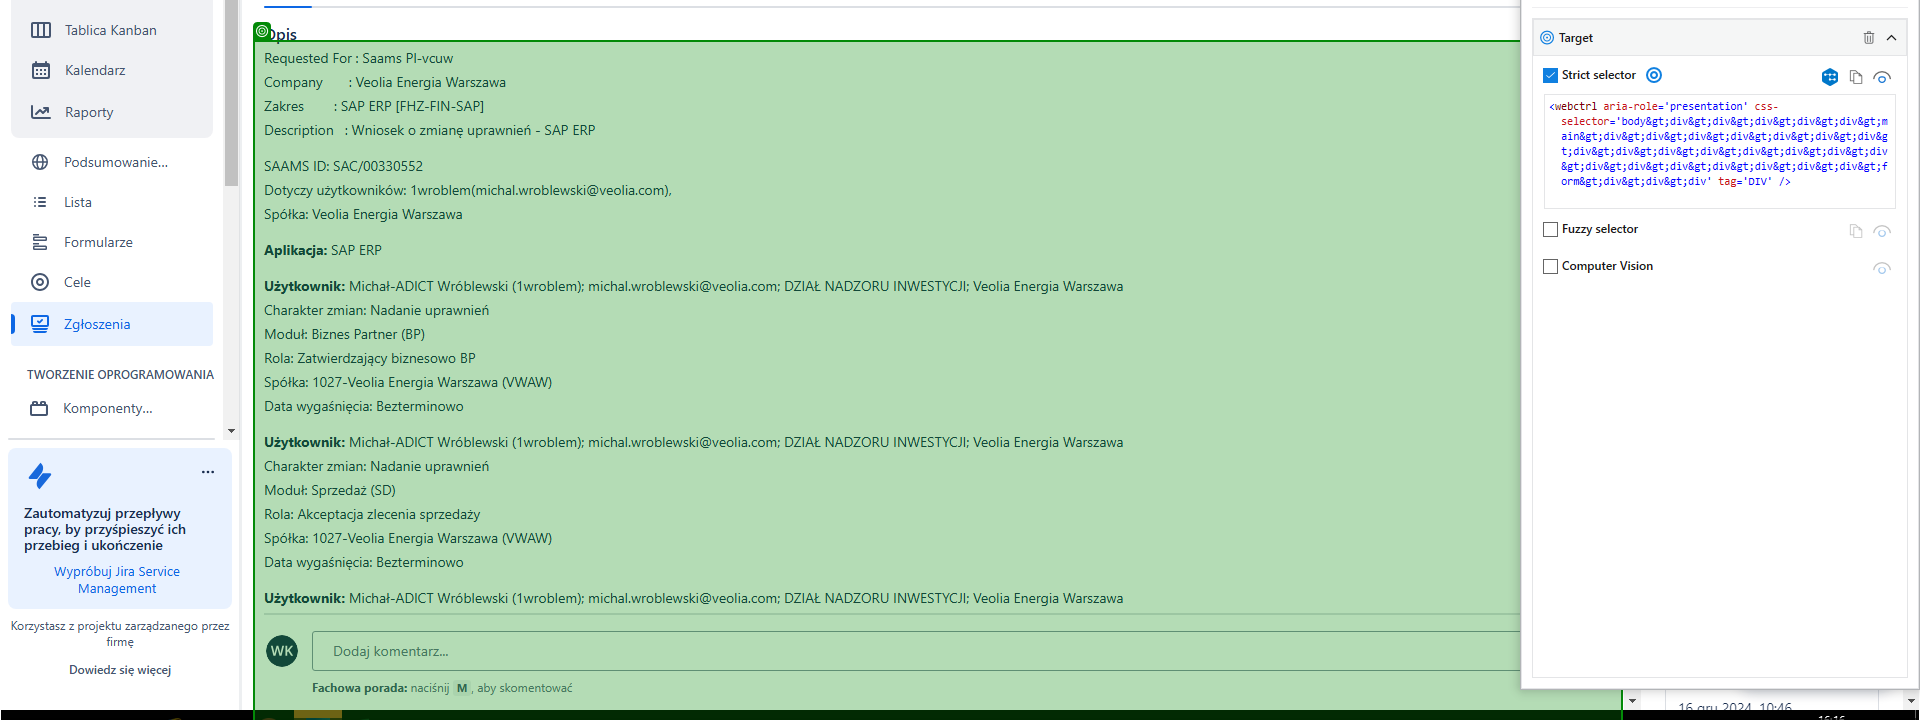 Tablica Kanban
Kalendarz
Raporty
Podsumowanie...
Lista
Formularze
Cele
Zgłoszenia
TWORZENIE OPROGRAMOWANIA
Komponenty...
Zautomatyzuj przepływy
pracy, by przyśpieszyć ich
przebieg i ukończenie
Wypróbuj Jira Service
Management
Korzystasz z projektu zarządzanego przez
firmę
Dowiedz się więcej
Opis
Requested For : Saams PI-vcuw
Company : Veolia Energia Warszawa
Zakres : SAP ERP [FHZ-FIN-SAP]
Description : Wniosek o zmianę uprawnień - SAP ERP
SAAMS ID: SAC/00330552
Dotyczy użytkowników: 1wroblem(michal.wroblewski@veolia.com),
Spółka: Veolia Energia Warszawa
Aplikacja: SAP ERP
Użytkownik: Michał-ADICT Wróblewski (1wroblem); michal.wroblewski@veolia.com; DZIAŁ NADZORU INWESTYCJI; Veolia Energia Warszawa
Charakter zmian: Nadanie uprawnień
Moduł: Biznes Partner (BP)
Rola: Zatwierdzający biznesowo BP
Spółka: 1027-Veolia Energia Warszawa (VWAW)
Data wygaśnięcia: Bezterminowo
Użytkownik: Michał-ADICT Wróblewski (1wroblem); michal.wroblewski@veolia.com; DZIAŁ NADZORU INWESTYCJI; Veolia Energia Warszawa
Charakter zmian: Nadanie uprawnień
Moduł: Sprzedaż (SD)
Rola: Akceptacja zlecenia sprzedaży
Spółka: 1027-Veolia Energia Warszawa (VWAW)
Data wygaśnięcia: Bezterminowo
Użytkownik: Michał-ADICT Wróblewski (1wroblem); michal.wroblewski@veolia.com; DZIAŁ NADZORU INWESTYCJI; Veolia Energia Warszawa
WK
Dodaj komentarz...
Fachowa porada: naciśnij M, aby skomentować
Target
Strict selector
<webctrl aria-role='presentation' css-
selector='body&gt;div&gt;div&gt;div&gt;div&gt;div&gt;m
ain&gt;div&gt;div&gt;div&gt;div&gt;div&gt;div&gt;div&g
t;div&gt;div&gt;div&gt;div&gt;div&gt;div&gt;div&gt;div
&gt;div&gt;div&gt;div&gt;div&gt;div&gt;div&gt;div&gt;f
orm&gt;div&gt;div&gt;div' tag='DIV' />
Fuzzy selector
Computer Vision
16 gru 2024, 10:46